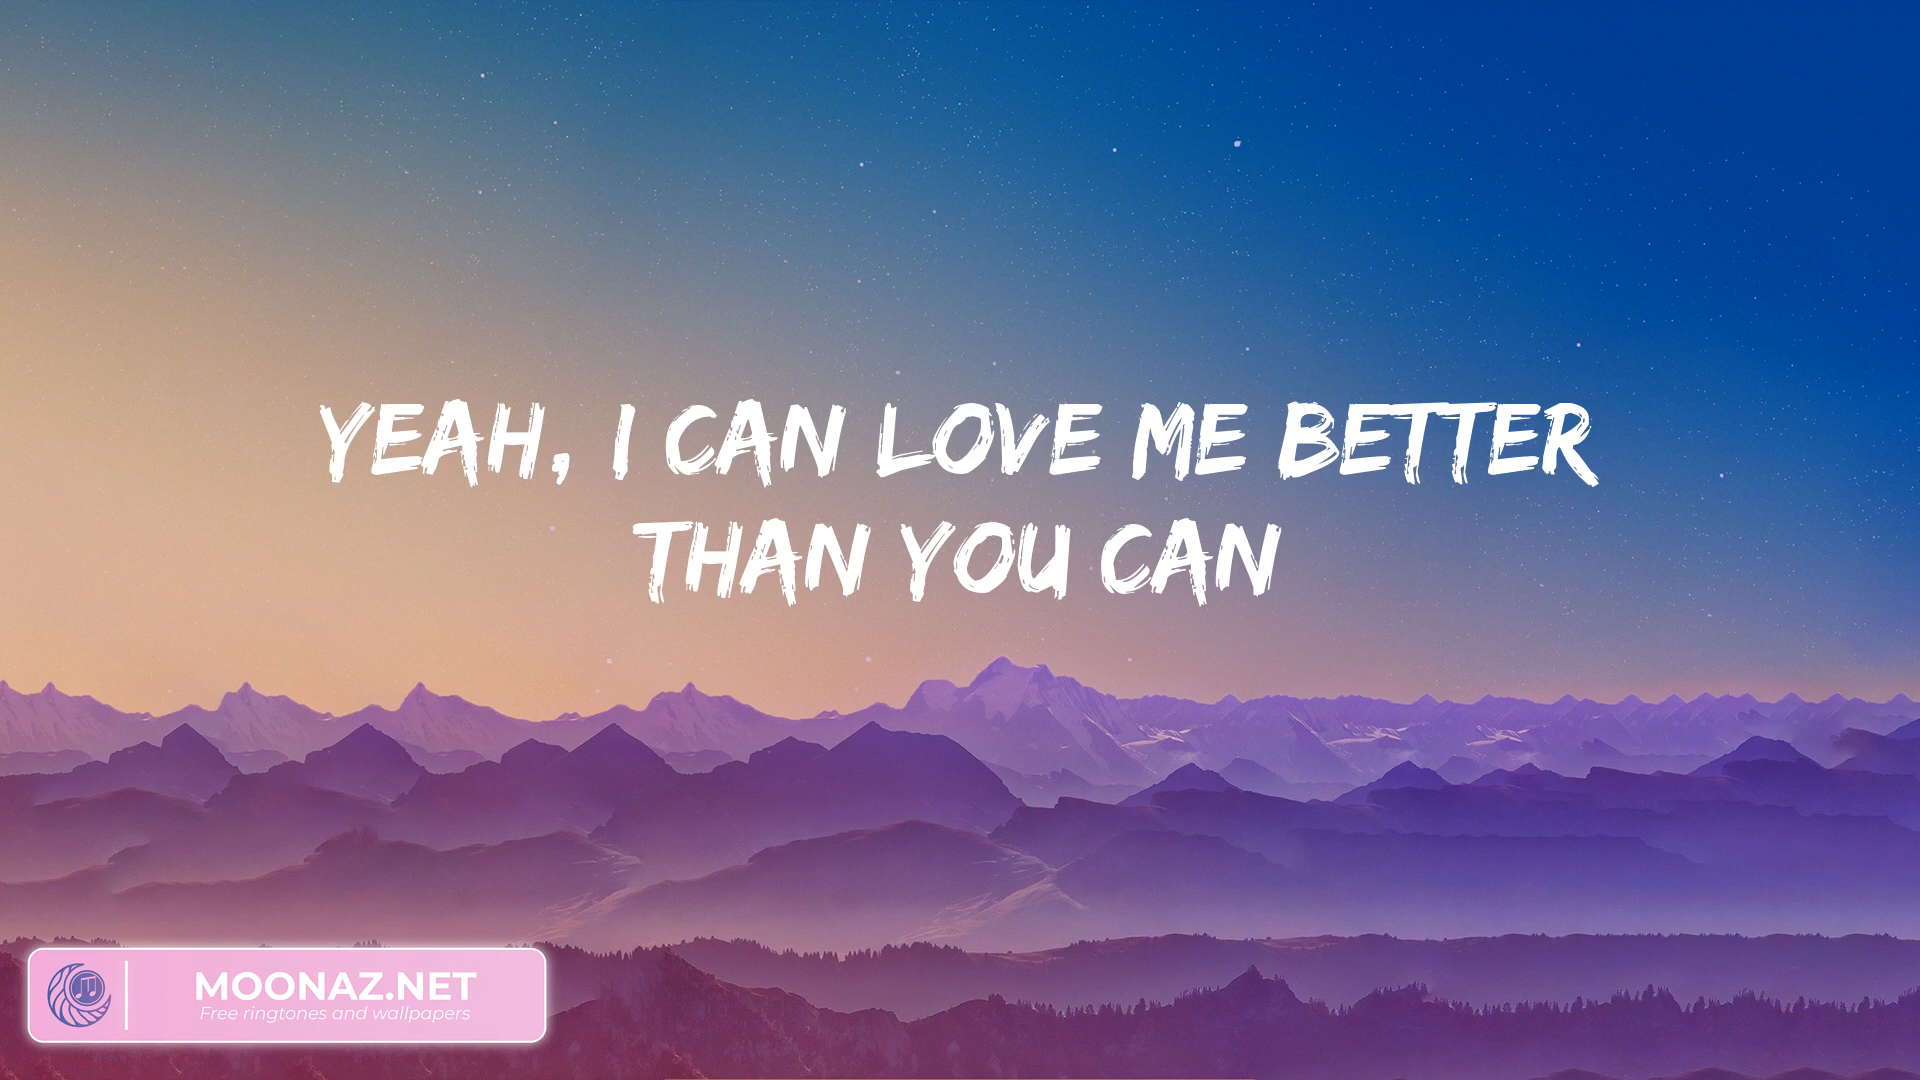 YEAH, I CAN LOVE ME BETTER
THAN YOU CAN
MOONAZ.NET
Free ringtones and wallpapers